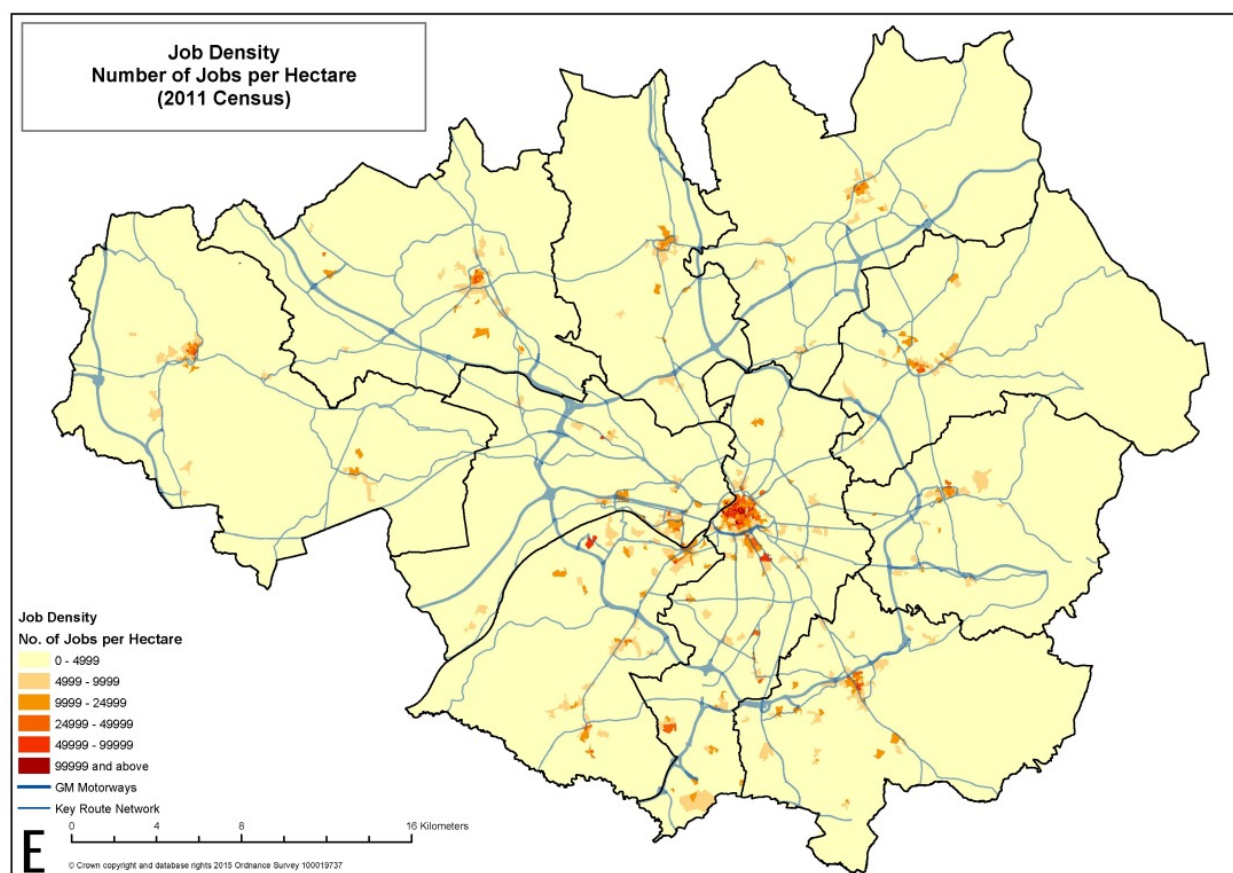 Job Density
Number of Jobs per Hectare
(2011 Census)
Job Density
No. of Jobs per Hectare
0 - 4999
4999 - 9999
9999 - 24999
24999 - 49999
49999 - 99999
99999 and above
GM Motorways
Key Route Network
E
0 4 8 16 Kilometers
© Crown copyright and database rights 2015 Ordnance Survey 100019737